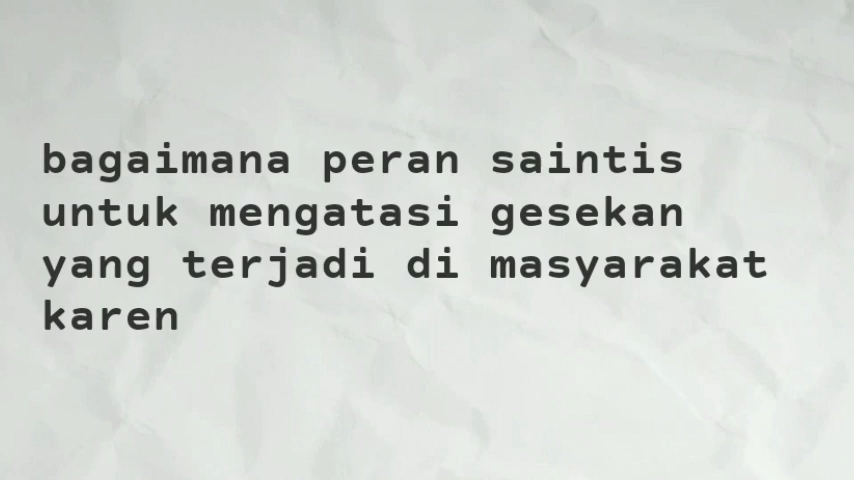 bagaimana peran saintis
untuk mengatasi gesekan
yang terjadi di masyarakat
karen